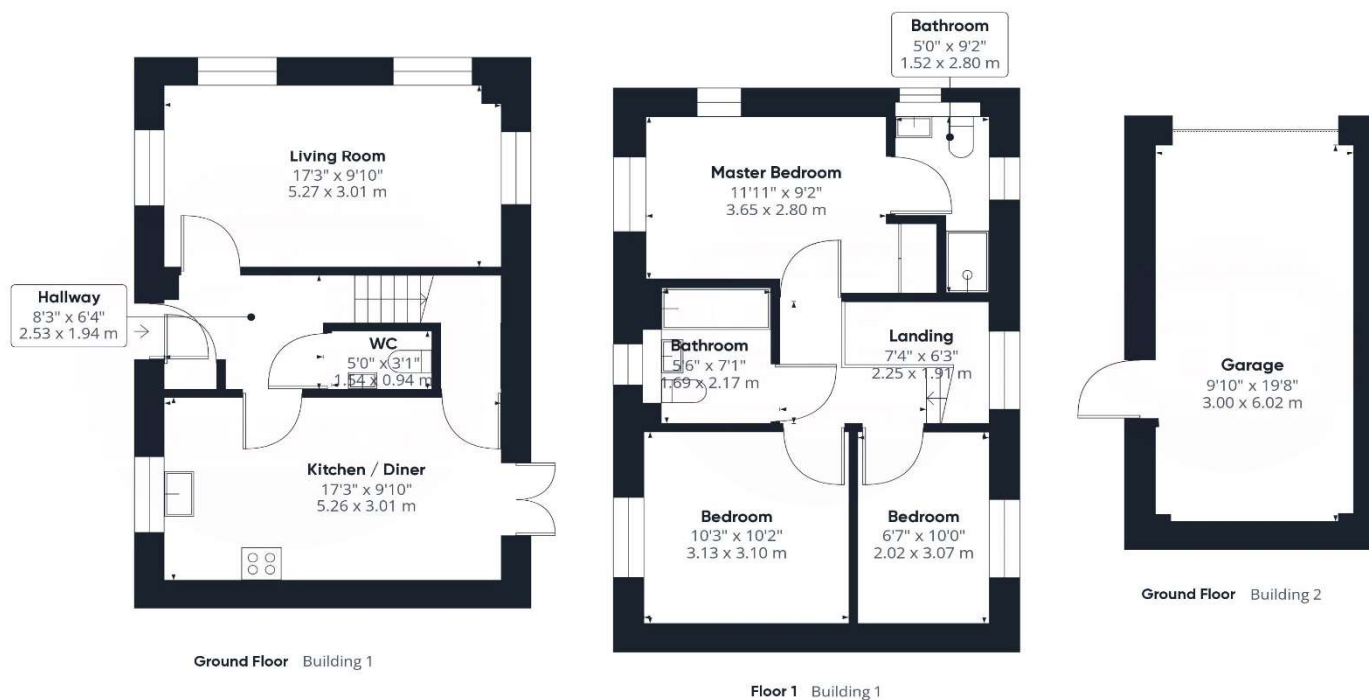 Living Room
17'3" x 9'10"
5.27 x 3.01 m
Hallway
8'3" x 6'4"
2.53 x 1.94 m
WC
5'0" x 3'1"
1.54 x 0.94 m
Kitchen / Diner
17'3" x 9'10"
5.26 x 3.01 m
Ground Floor Building 1
Bathroom
5'0" x 9'2"
1.52 x 2.80 m
Master Bedroom
11'11" x 9'2"
3.65 x 2.80 m
Bathroom
5'6" x 7'1"
1.69 x 2.17 m
Landing
7'4" x 6'3"
2.25 x 1.91 m
Bedroom
10'3" x 10'2"
3.13 x 3.10 m
Bedroom
6'7" x 10'0"
2.02 x 3.07 m
Floor 1 Building 1
Garage
9'10" x 19'8"
3.00 x 6.02 m
Ground Floor Building 2